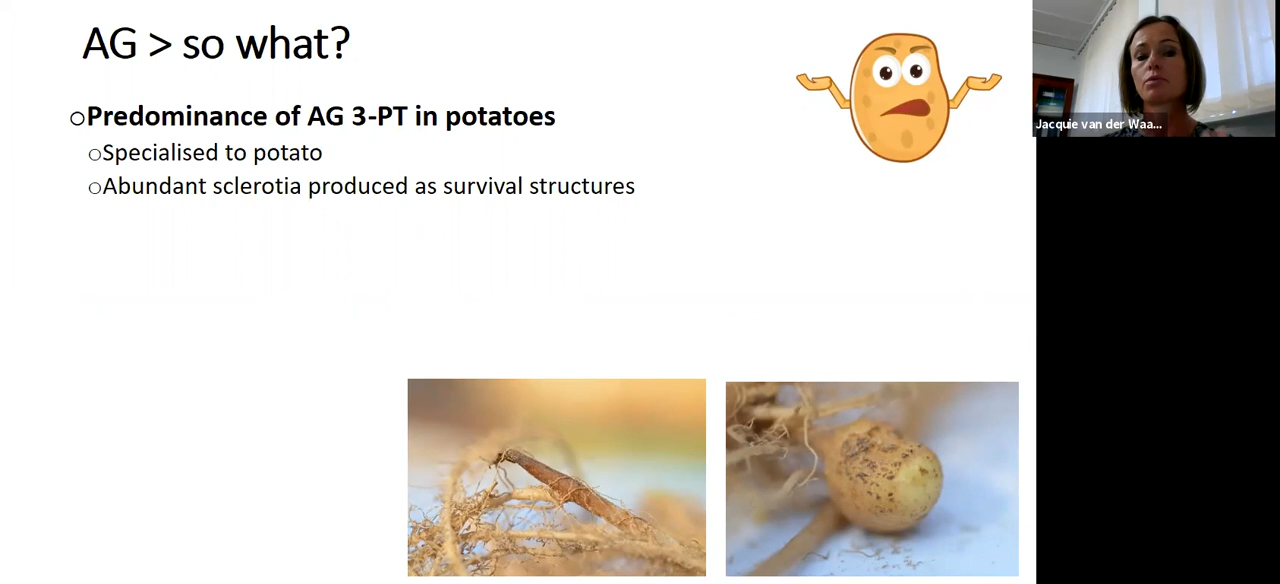 AG > so what?
Jacquie van der Waa...
○Predominance of AG 3-PT in potatoes
○Specialised to potato
○Abundant sclerotia produced as survival structures